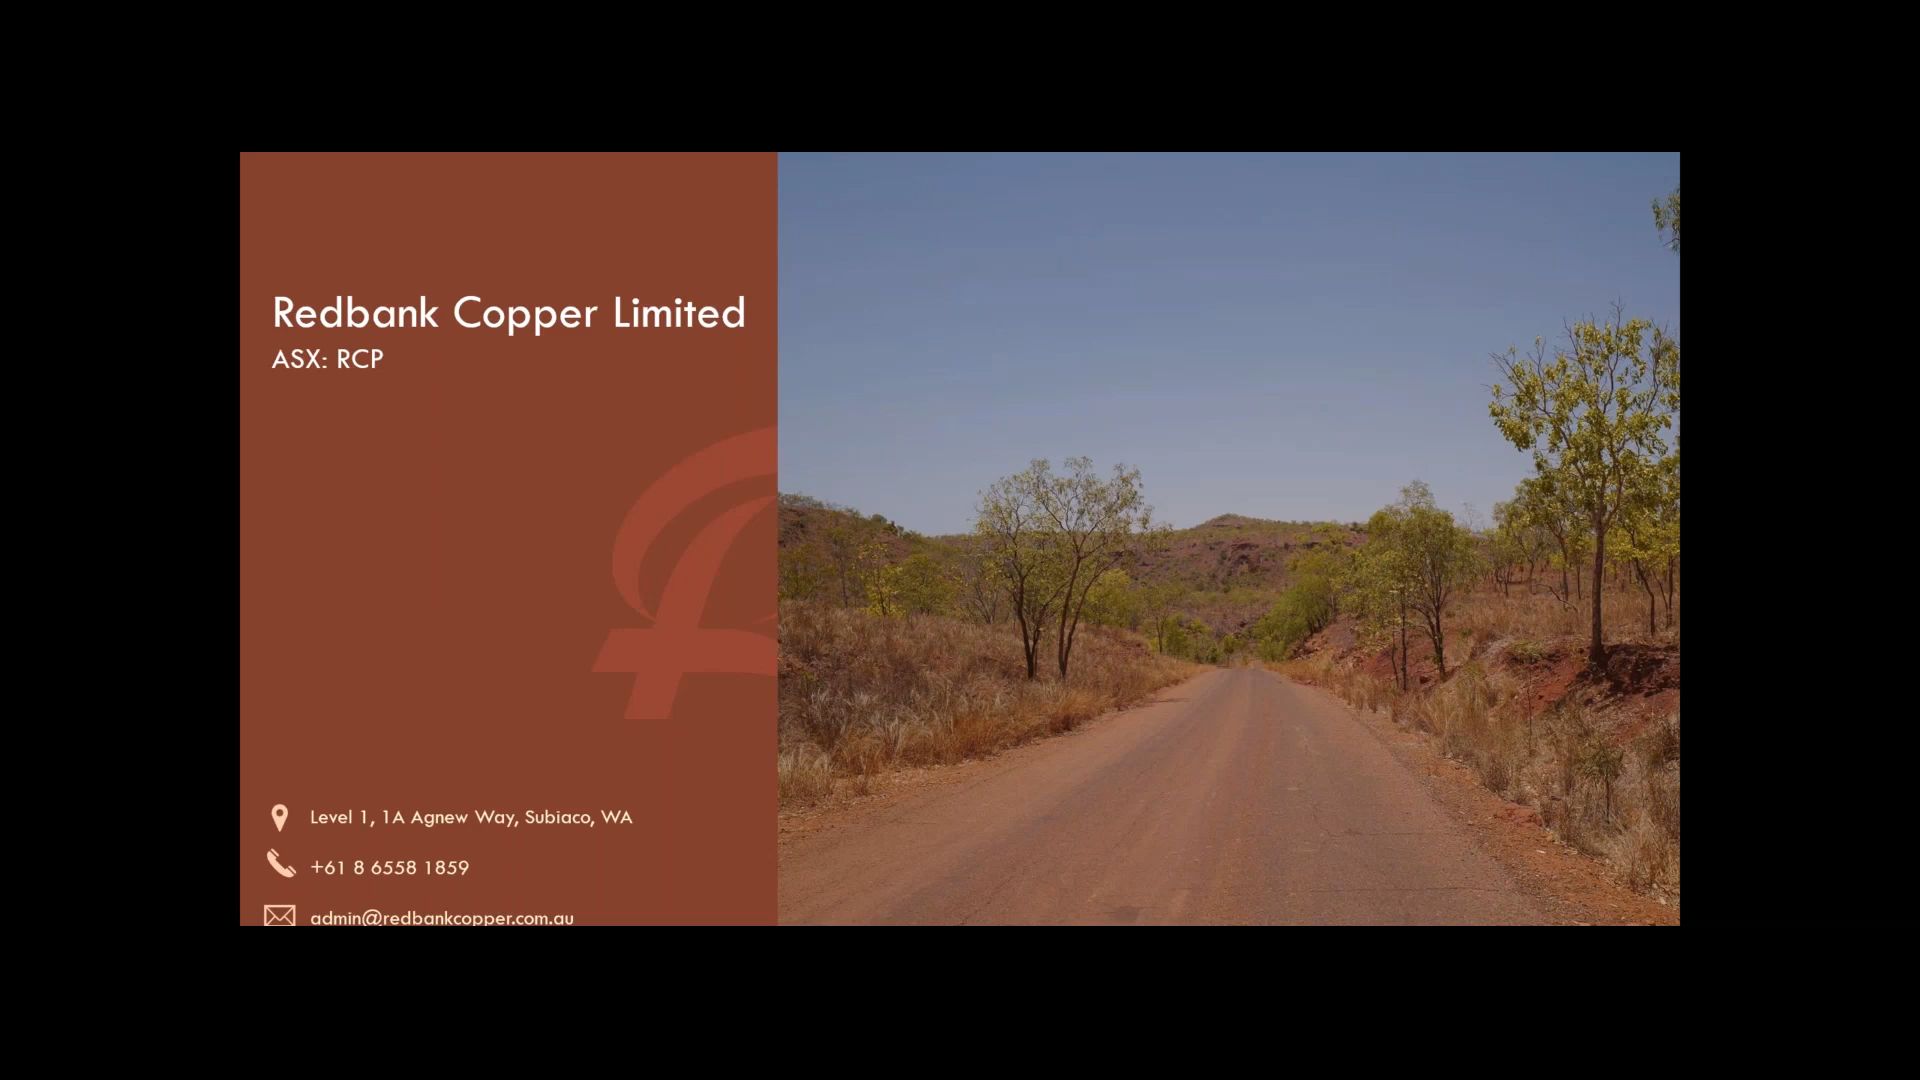 Redbank Copper Limited
ASX: RCP
Level 1, 1A Agnew Way, Subiaco, WA
+61 8 6558 1859
admin@redbankcopper.com.au